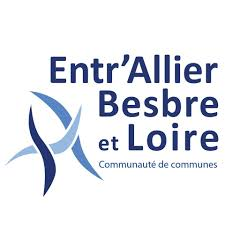 Entr'Allier
Besbre
et Loire
Communauté de communes